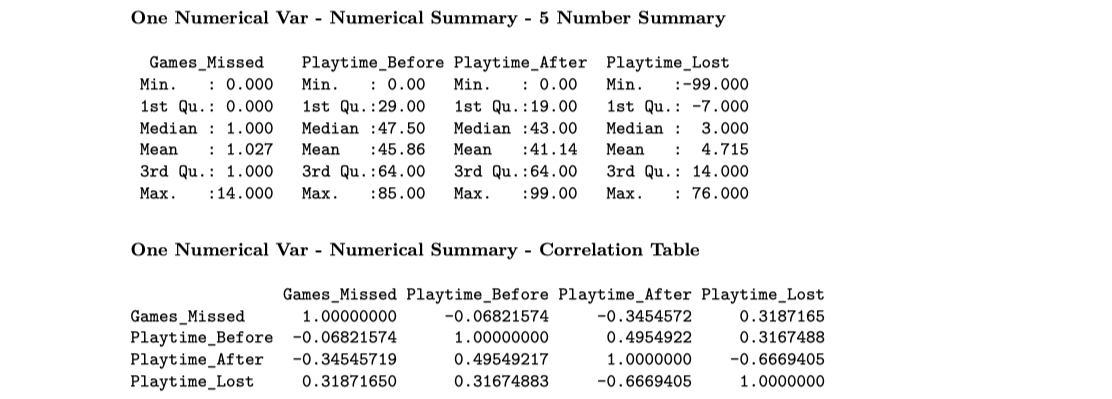 One Numerical Var - Numerical Summary - 5 Number Summary
Games_Missed Playtime_Before Playtime_After Playtime_Lost
Min. : 0.000 Min. : 0.00 Min. : 0.00 Min. :-99.000
1st Qu.: 0.000 1st Qu.:29.00 1st Qu.:19.00 1st Qu.: -7.000
Median : 1.000 Median :47.50 Median :43.00 Median : 3.000
Mean : 1.027 Mean :45.86 Mean :41.14 Mean : 4.715
3rd Qu.: 1.000 3rd Qu.:64.00 3rd Qu.:64.00 3rd Qu.: 14.000
Max. :14.000 Max. :85.00 Max. :99.00 Max. : 76.000
One Numerical Var - Numerical Summary - Correlation Table
Games_Missed Playtime_Before Playtime_After Playtime_Lost
Games_Missed 1.00000000 -0.06821574 -0.3454572 0.3187165
Playtime_Before -0.06821574 1.00000000 0.4954922 0.3167488
Playtime_After -0.34545719 0.49549217 1.0000000 -0.6669405
Playtime_Lost 0.31871650 0.31674883 -0.6669405 1.0000000